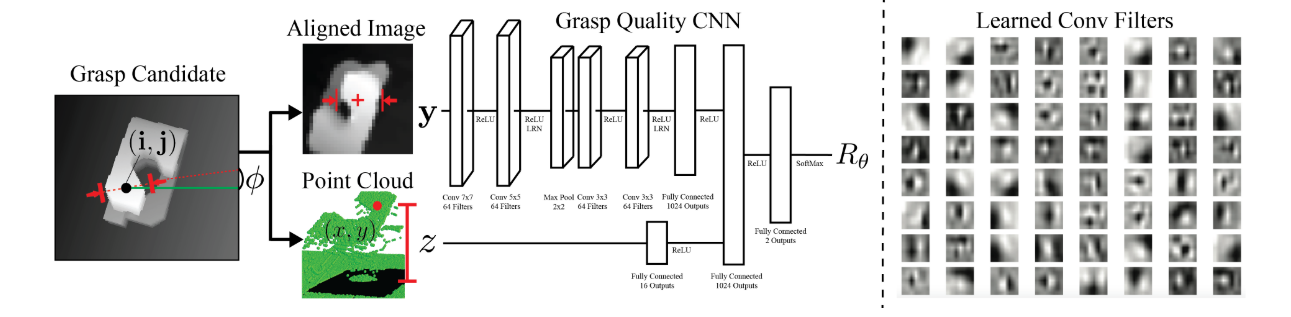 Grasp Candidate
(i, j)
ϕ
Aligned Image
Point Cloud
(x, y)
Grasp Quality CNN
y
ReLU
ReLU
LRN
ReLU
ReLU
LRN
ReLU
ReLU
SoftMax
R_θ
Conv 7x7
64 Filters
Conv 5x5
64 Filters
Max Pool
2x2
Conv 3x3
64 Filters
Conv 3x3
64 Filters
Fully Connected
1024 Outputs
z
ReLU
Fully Connected
16 Outputs
Fully Connected
1024 Outputs
Fully Connected
2 Outputs
Learned Conv Filters